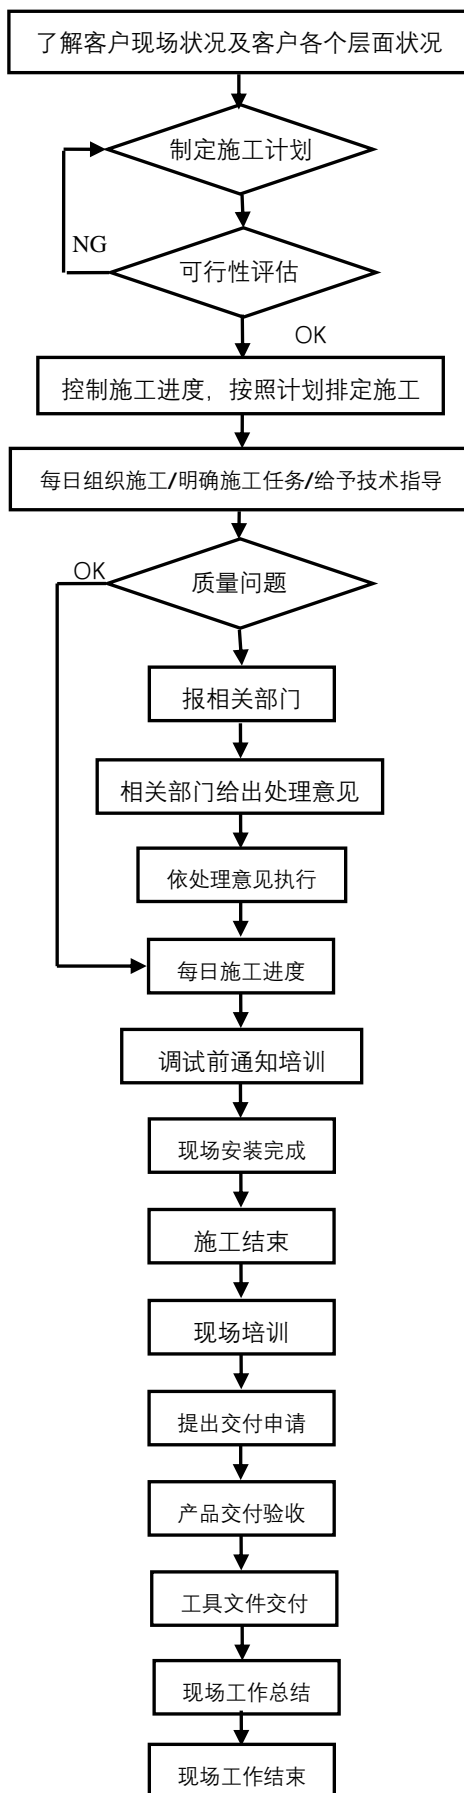 了解客户现场状况及客户各个层面状况
制定施工计划
NG
可行性评估
OK
控制施工进度，按照计划排定施工
每日组织施工/明确施工任务/给予技术指导
OK
质量问题
报相关部门
相关部门给出处理意见
依处理意见执行
每日施工进度
调试前通知培训
现场安装完成
施工结束
现场培训
提出交付申请
产品交付验收
工具文件交付
现场工作总结
现场工作结束